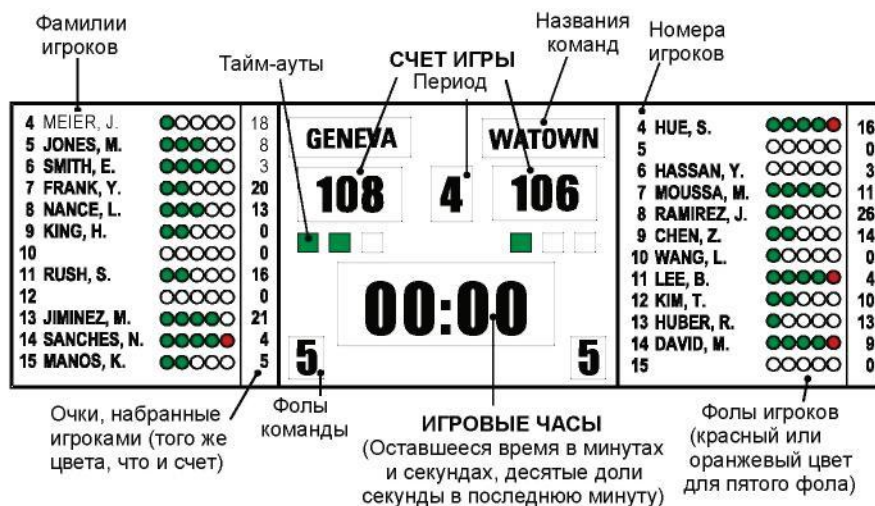 Фамилии
игроков
Тайм-ауты
СЧЕТ ИГРЫ
Период
Названия
команд
Номера
игроков
4 MEIER, J. 18
5 JONES, M. 8
6 SMITH, E. 3
7 FRANK, Y. 20
8 NANCE, L. 13
9 KING, H. 0
10 0
11 RUSH, S. 16
12 0
13 JIMINEZ, M. 21
14 SANCHES, N. 4
15 MANOS, K. 5
GENEVA WATOWN
108 4 106
00:00
5 5
4 HUE, S. 16
5 0
6 HASSAN, Y. 3
7 MOUSSA, M. 11
8 RAMIREZ, J. 26
9 CHEN, Z. 14
10 WANG, L. 0
11 LEE, B. 4
12 KIM, T. 10
13 HUBER, R. 13
14 DAVID, M. 9
15 0
Очки, набранные
игроками (того же
цвета, что и счет)
Фолы
команды
ИГРОВЫЕ ЧАСЫ
(Оставшееся время в минутах
и секундах, десятые доли
секунды в последнюю минуту)
Фолы игроков
(красный или
оранжевый цвет
для пятого фола)